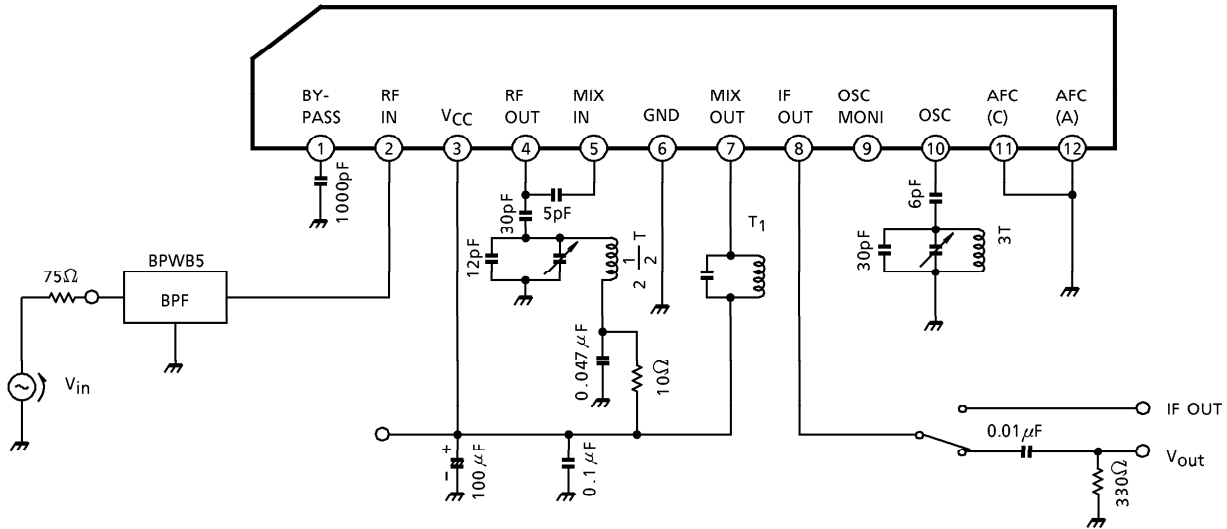 BY-
PASS
RF
IN
VCC
RF
OUT
MIX
IN
GND
MIX
OUT
IF
OUT
OSC
MONI
OSC
AFC
(C)
AFC
(A)
1
2
3
4
5
6
7
8
9
10
11
12
1000pF
30pF
5pF
12pF
2 1/2 T
T1
6pF
30pF
3T
75Ω
BPWB5
BPF
Vin
0.047 μF
10Ω
+
−
100 μF
0.1 μF
IF OUT
0.01 μF
Vout
330Ω